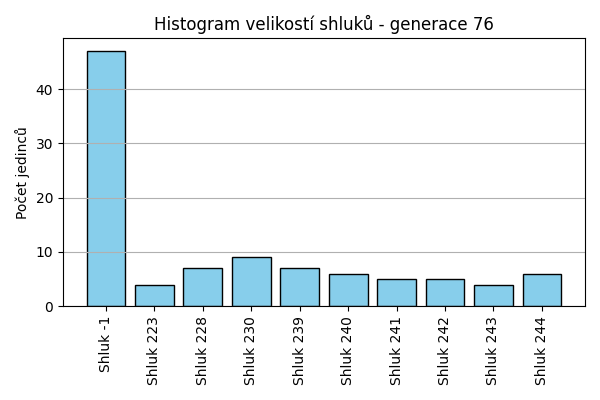 Histogram velikostí shluků - generace 76
Počet jedinců
40
30
20
10
0
Shluk -1
Shluk 223
Shluk 228
Shluk 230
Shluk 239
Shluk 240
Shluk 241
Shluk 242
Shluk 243
Shluk 244